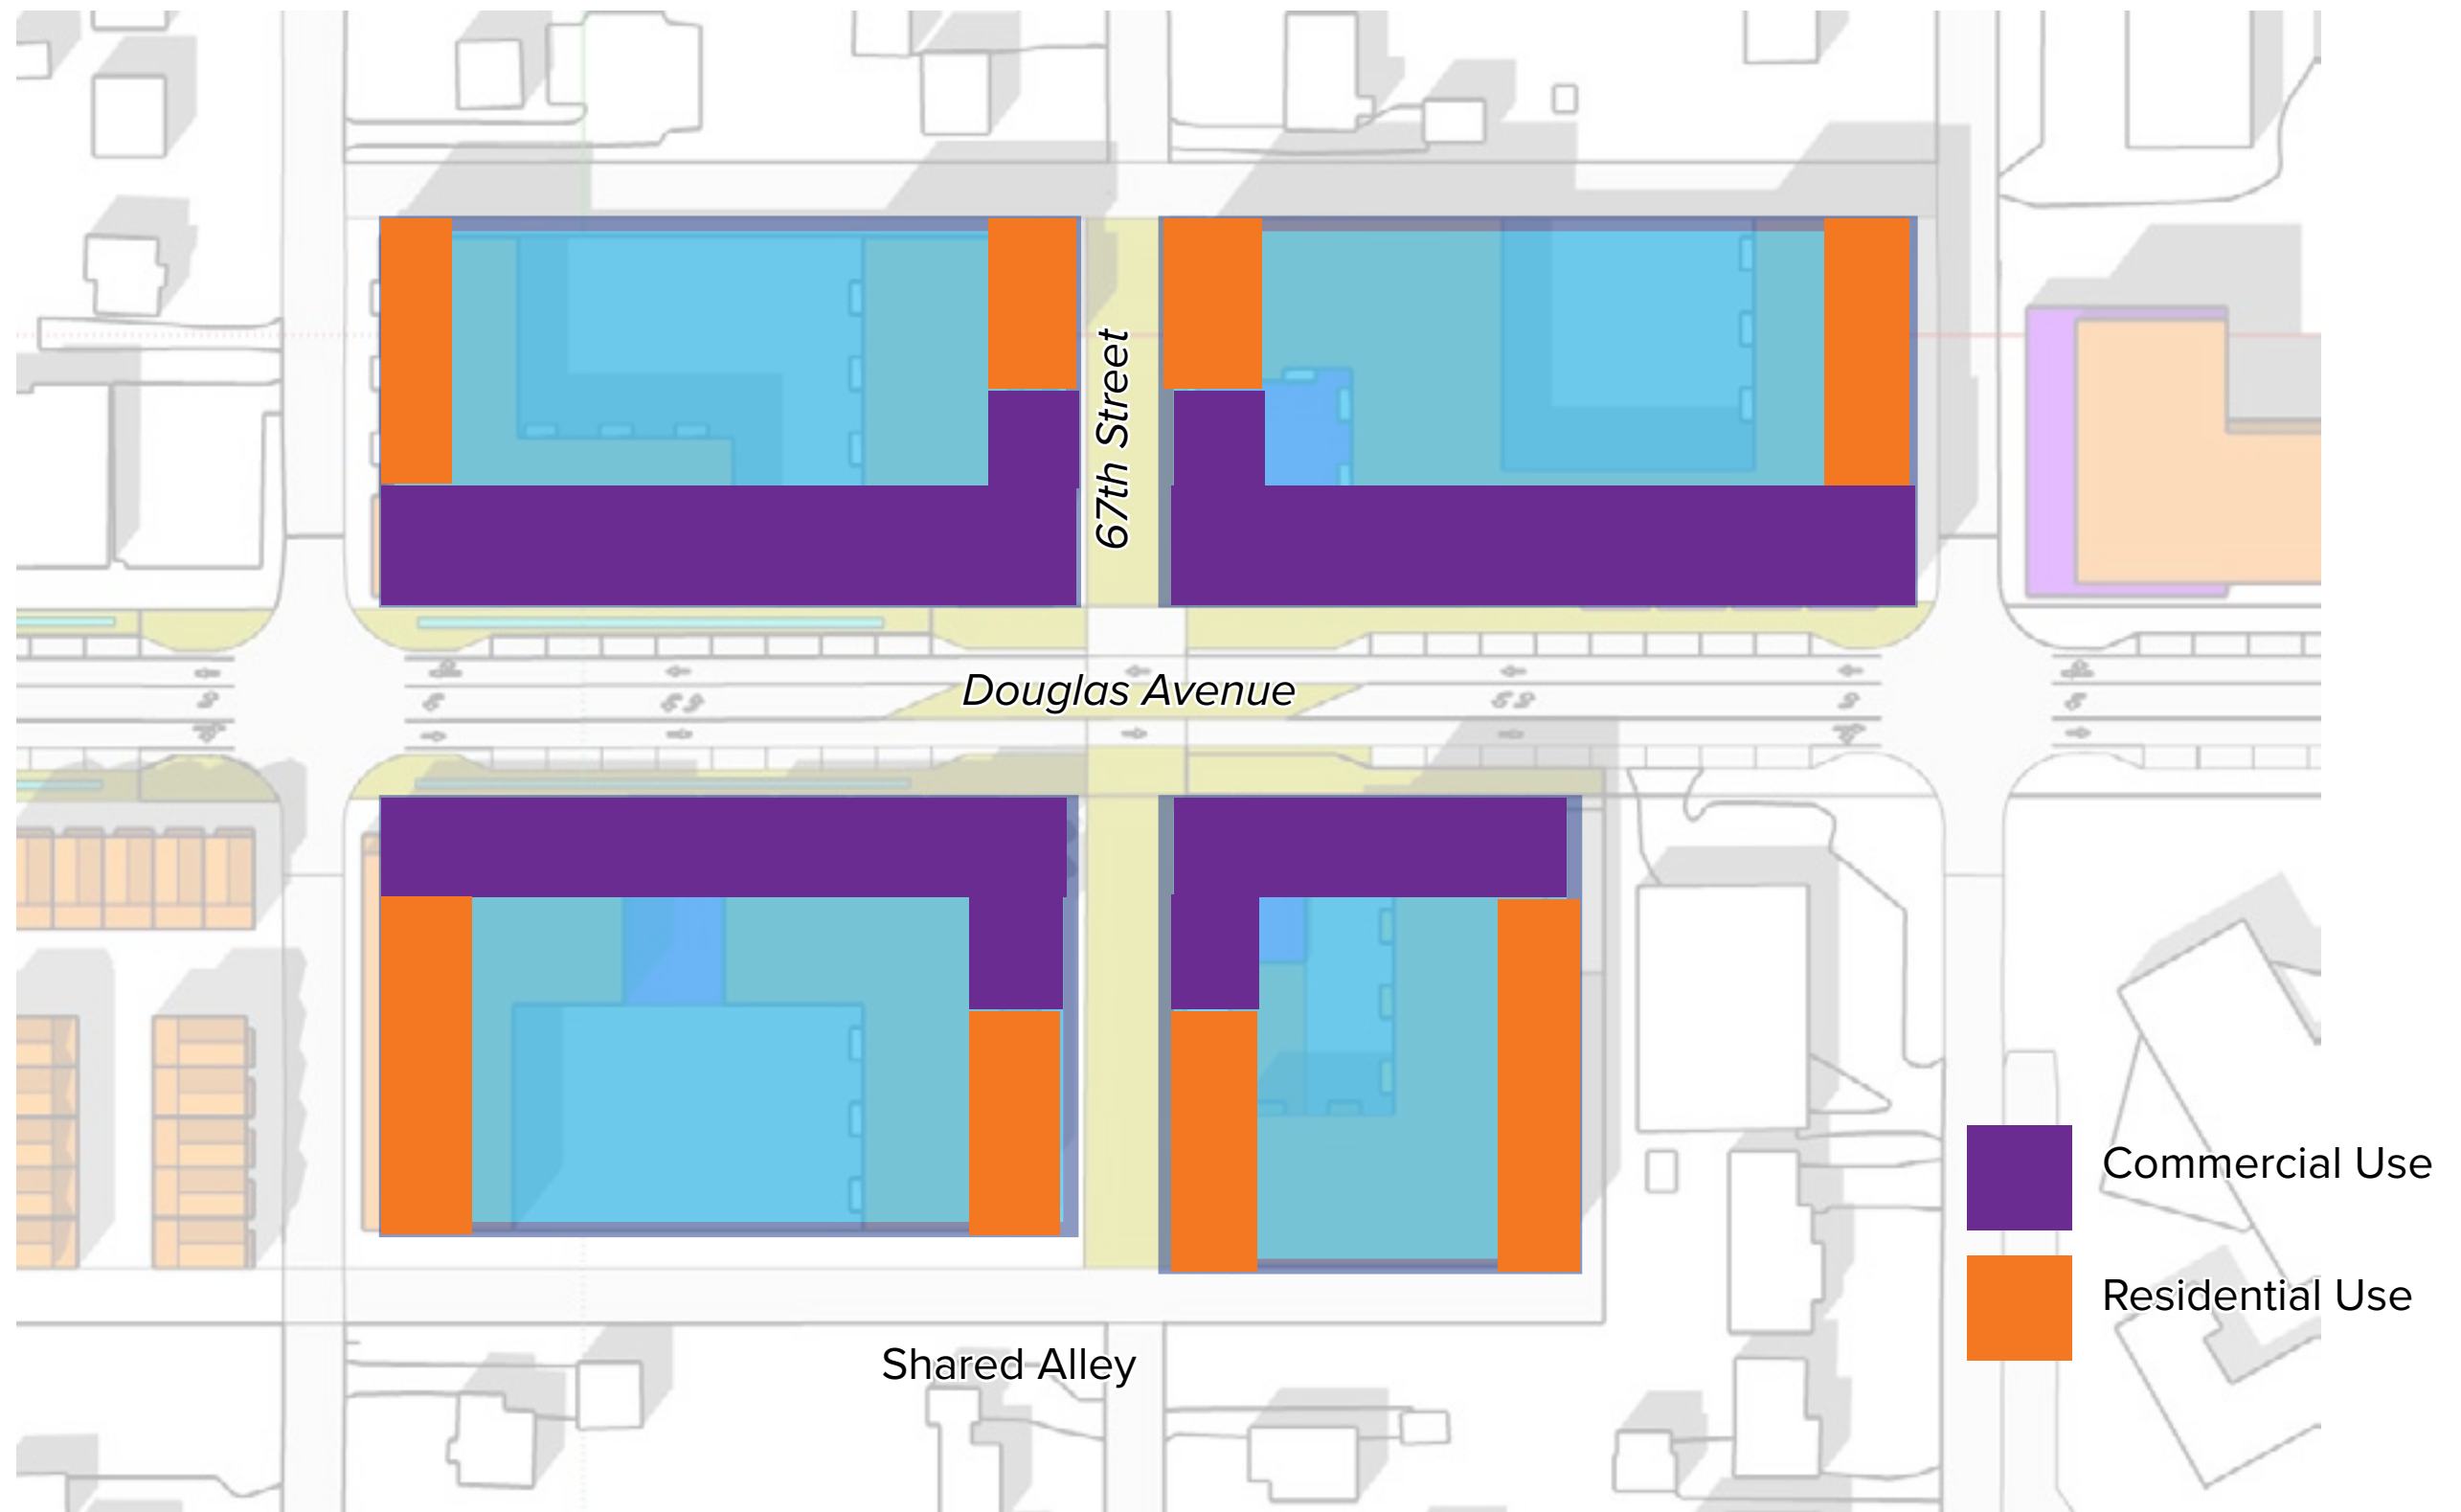 67th Street
Douglas Avenue
Commercial Use
Residential Use
Shared Alley